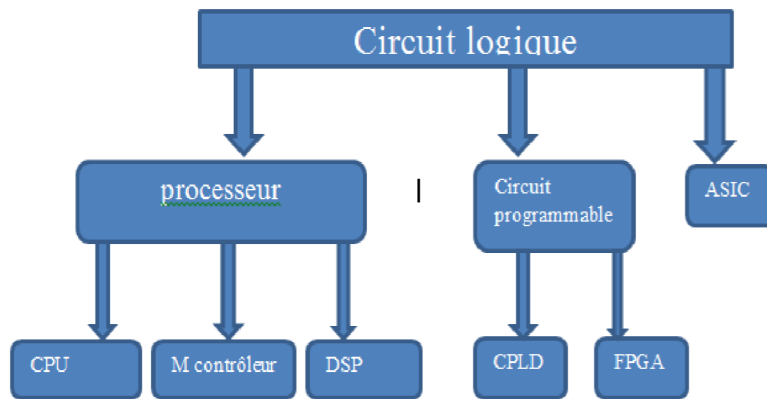 Circuit logique
processeur
Circuit
programmable
ASIC
CPU
M contrôleur
DSP
CPLD
FPGA